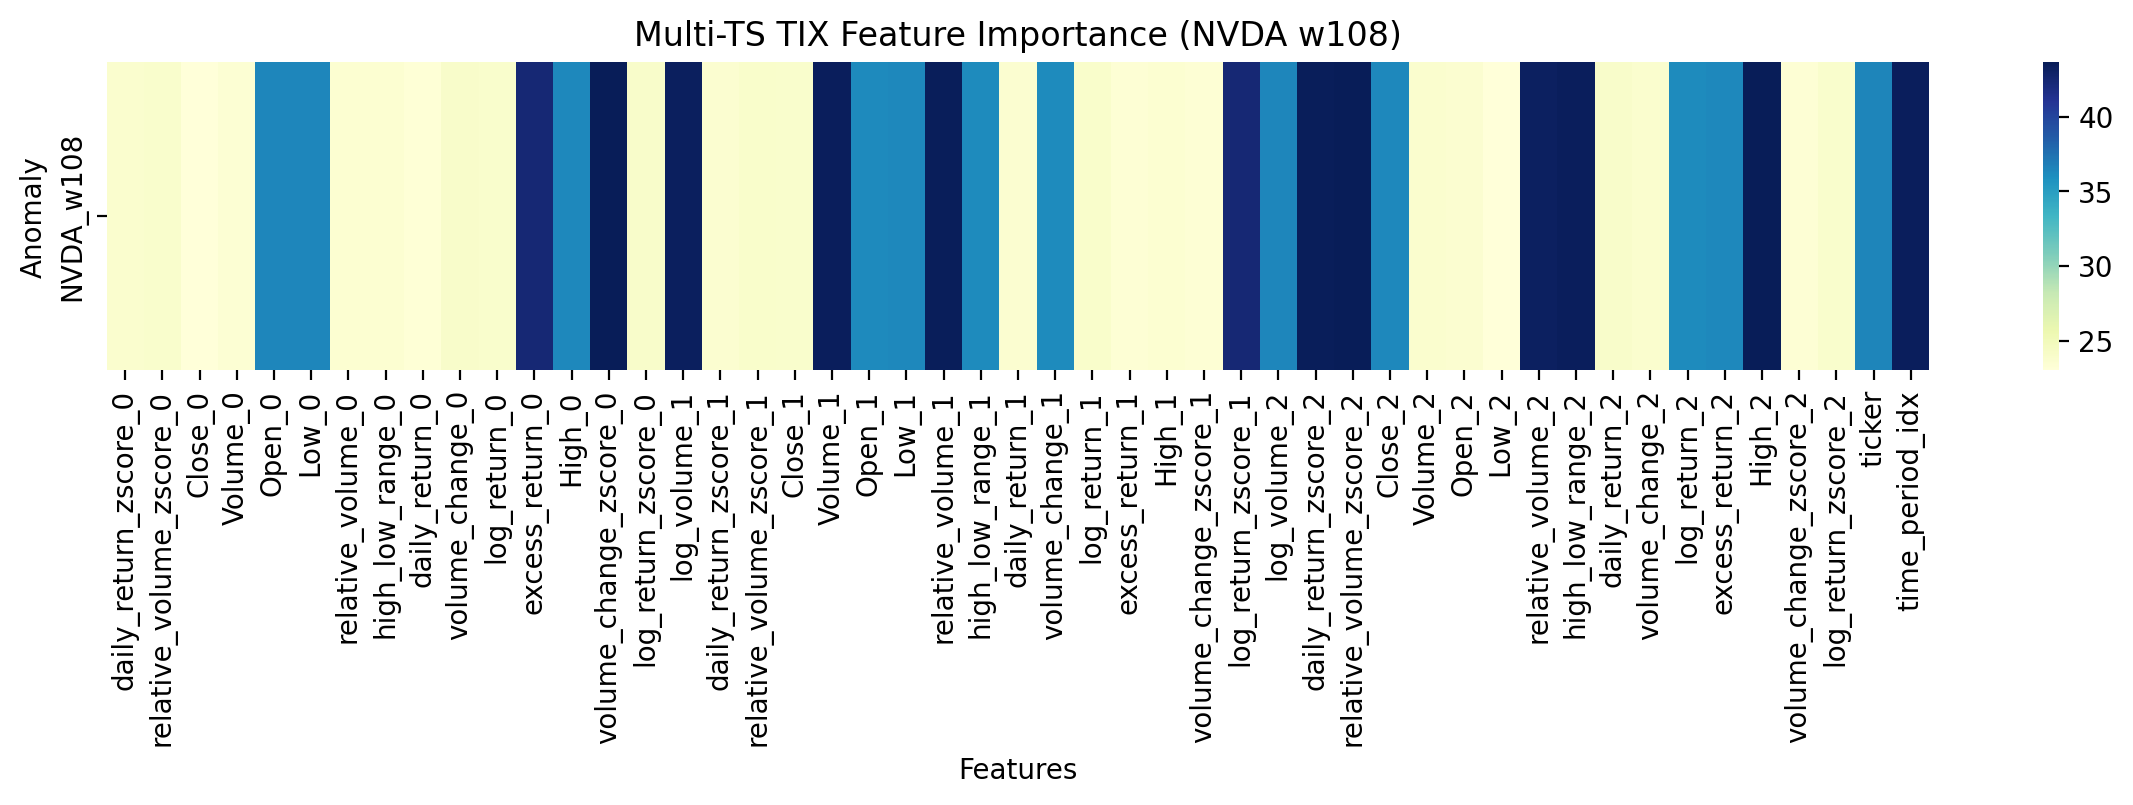 Multi-TS TIX Feature Importance (NVDA w108)
Anomaly
NVDA_w108
daily_return_zscore_0
relative_volume_zscore_0
Close_0
Volume_0
Open_0
Low_0
relative_volume_0
high_low_range_0
daily_return_0
volume_change_0
log_return_0
excess_return_0
High_0
volume_change_zscore_0
log_return_zscore_0
log_volume_1
daily_return_zscore_1
relative_volume_zscore_1
Close_1
Volume_1
Open_1
Low_1
relative_volume_1
high_low_range_1
daily_return_1
volume_change_1
log_return_1
excess_return_1
High_1
volume_change_zscore_1
log_return_zscore_1
log_volume_2
daily_return_zscore_2
relative_volume_zscore_2
Close_2
Volume_2
Open_2
Low_2
relative_volume_2
high_low_range_2
daily_return_2
volume_change_2
log_return_2
excess_return_2
High_2
volume_change_zscore_2
log_return_zscore_2
ticker
time_period_idx
Features
40
35
30
25